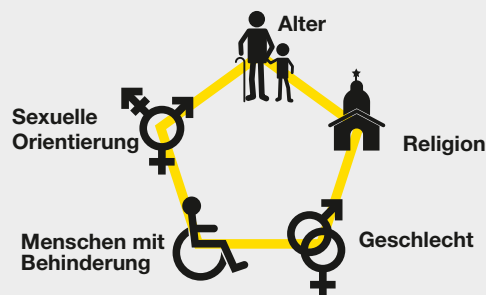 Alter
Religion
Geschlecht
Menschen mit
Behinderung
Sexuelle
Orientierung